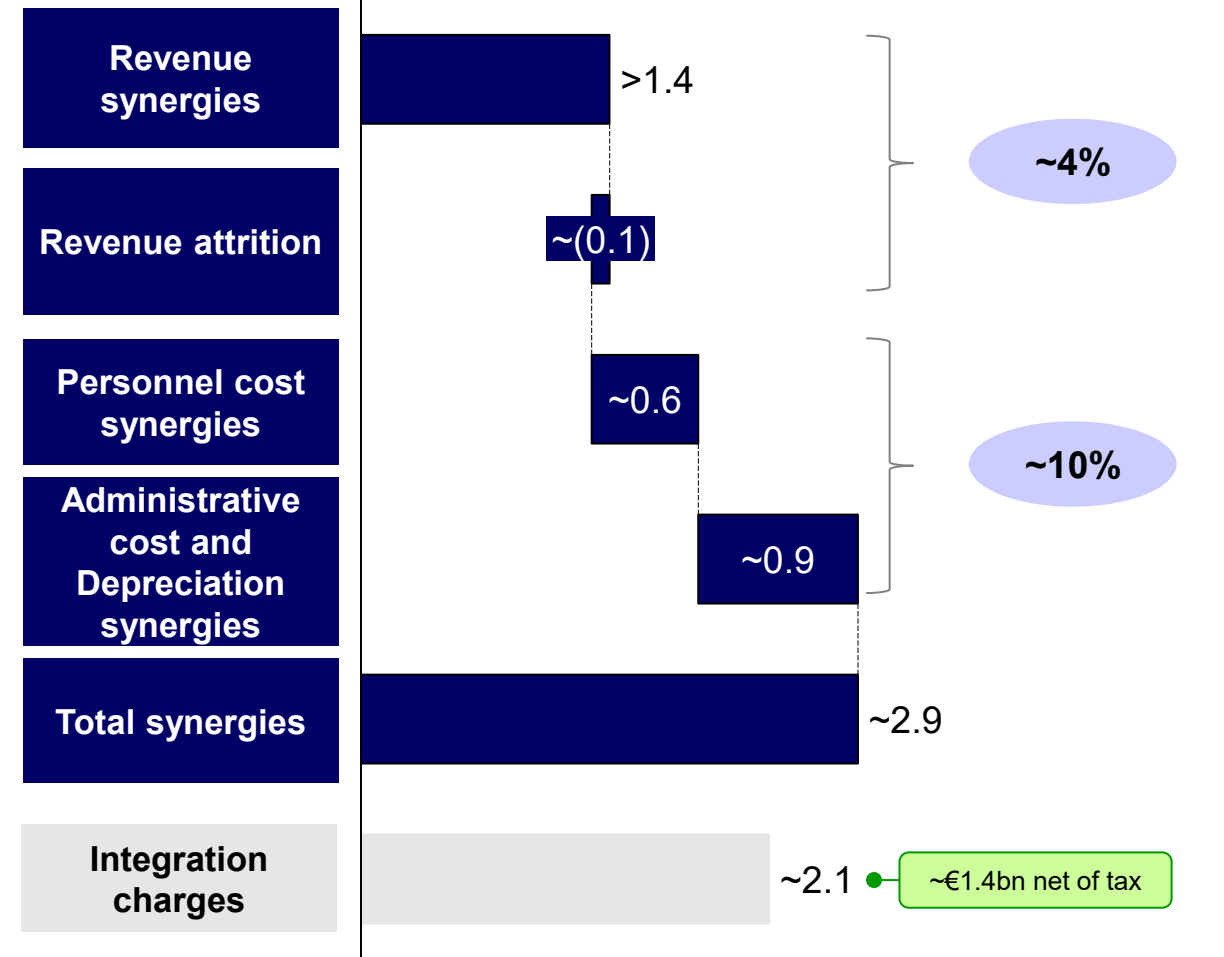 Revenue
synergies
>1.4
~4%
Revenue attrition
~(0.1)
Personnel cost
synergies
~0.6
~10%
Administrative
cost and
Depreciation
synergies
~0.9
Total synergies
~2.9
Integration
charges
~2.1
~€1.4bn net of tax